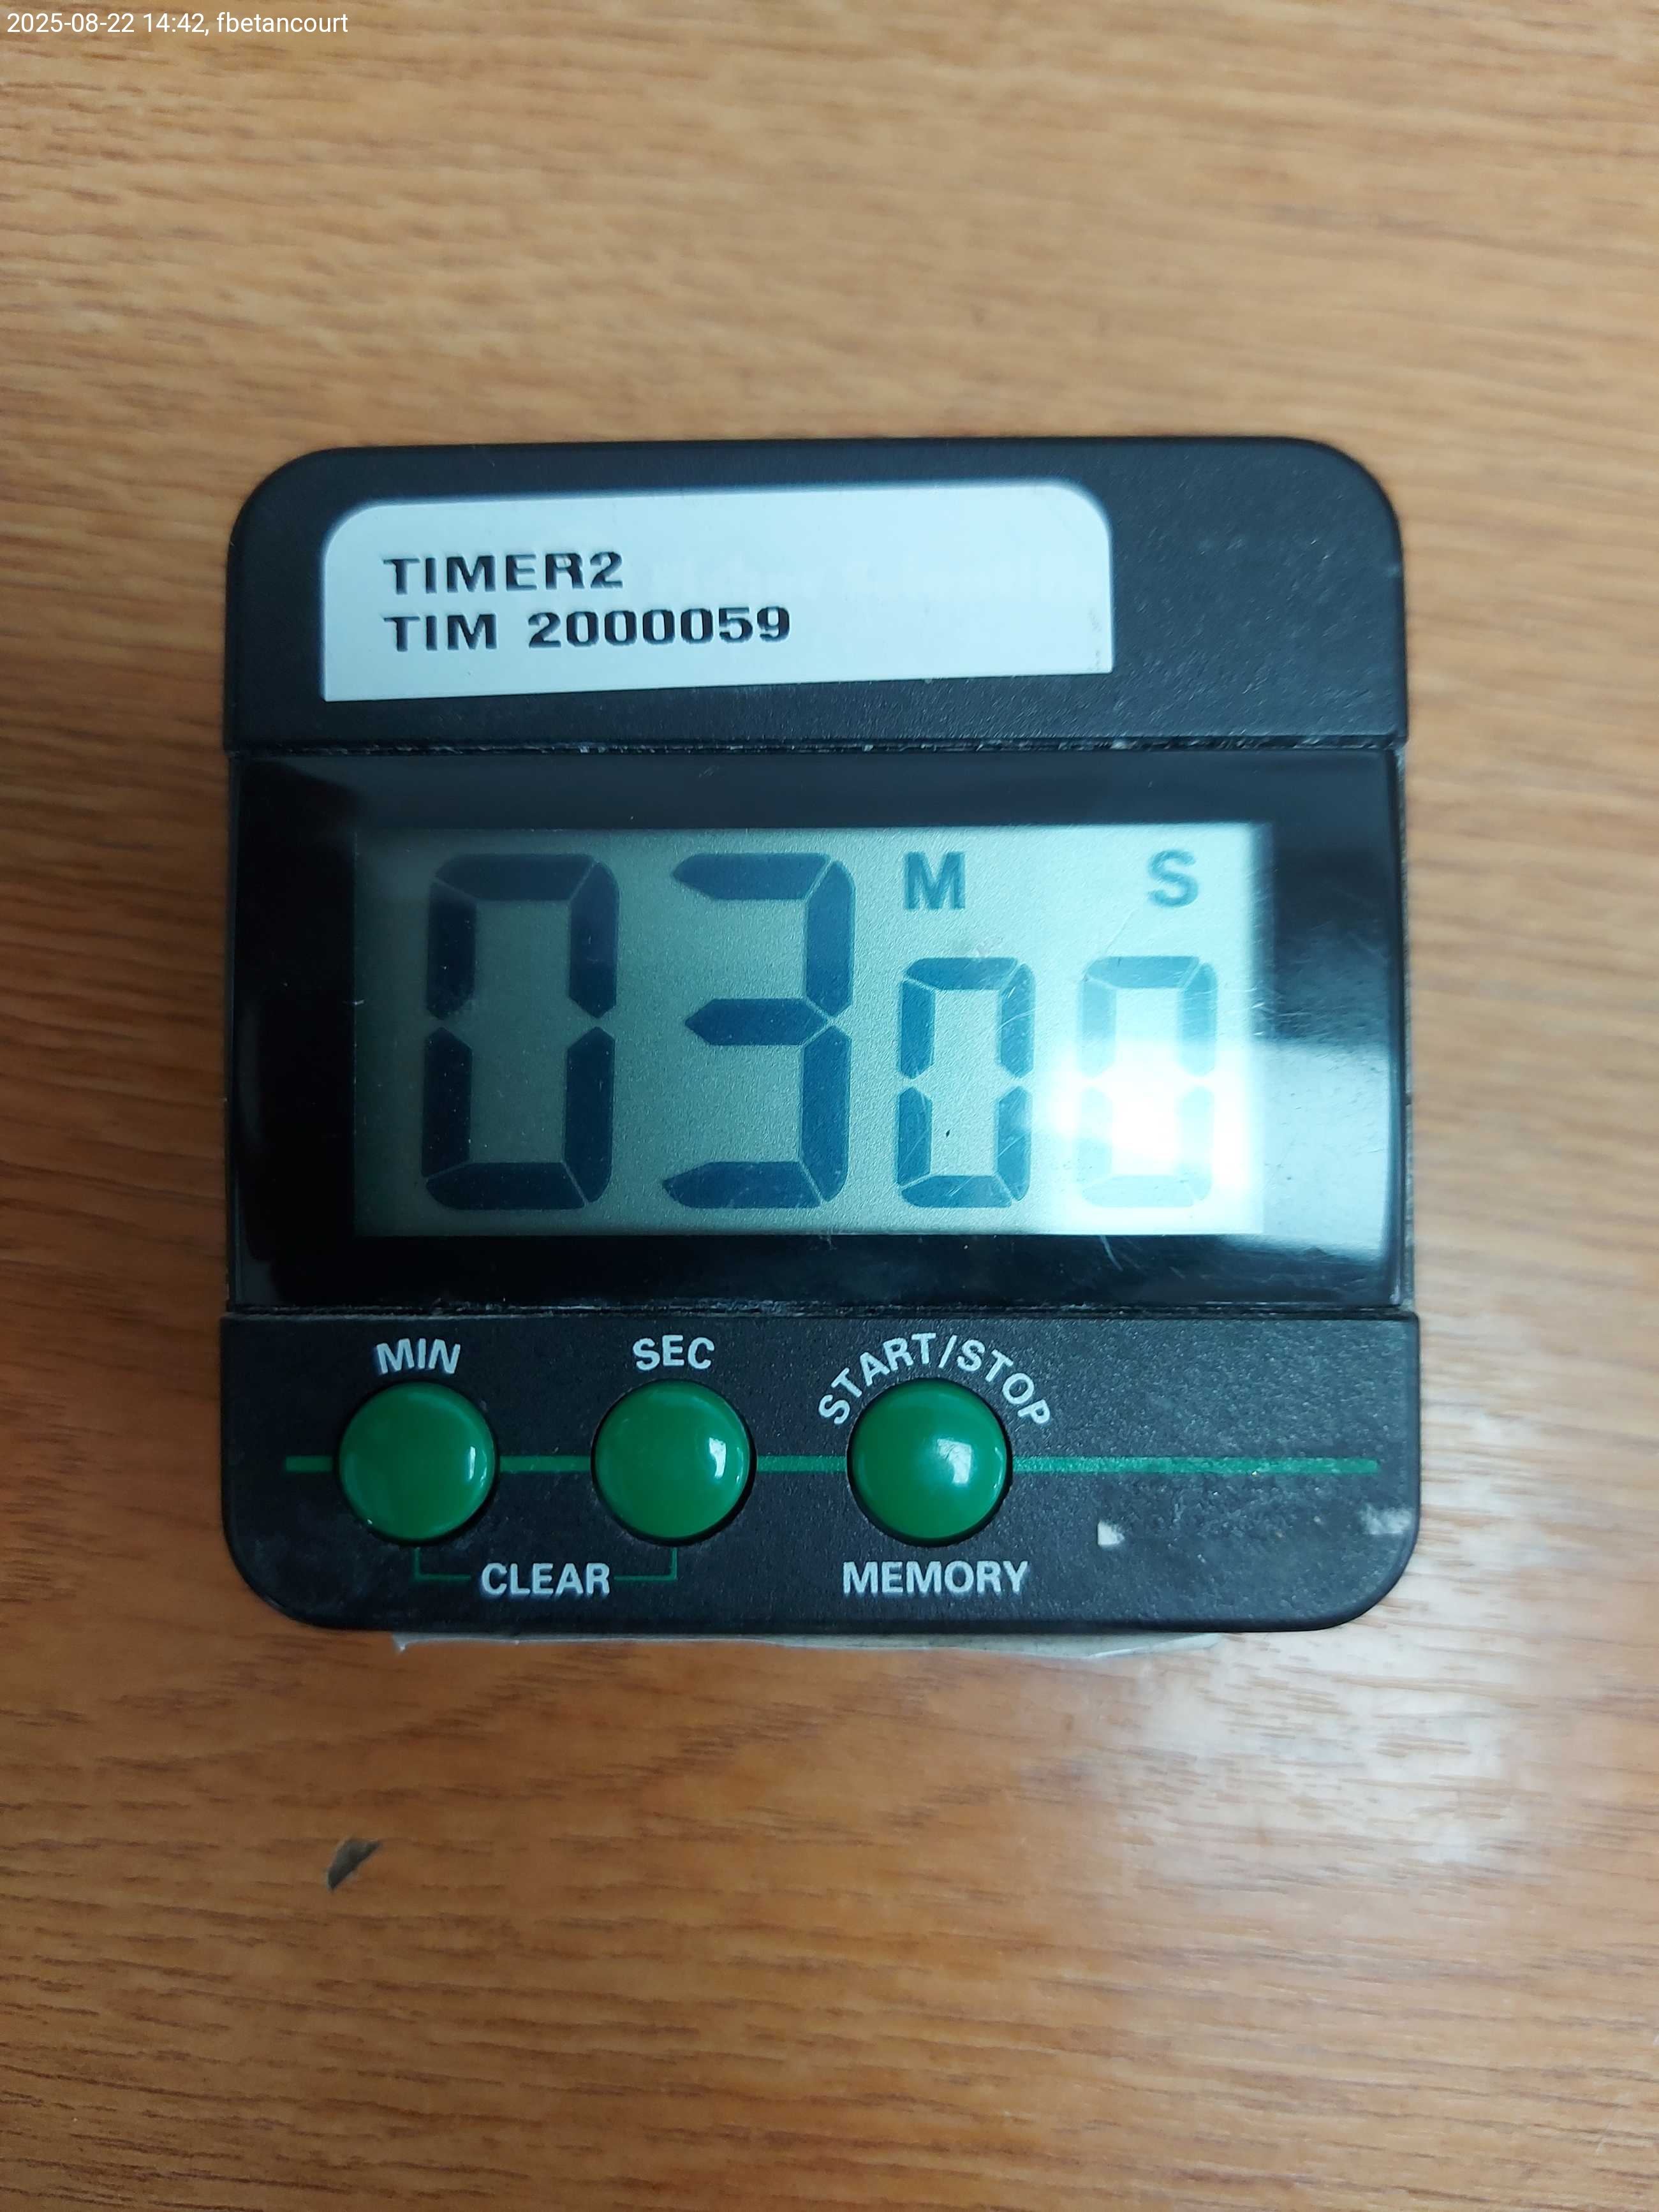 2025-08-22 14:42, fbetancourt
TIMER2
TIM 2000059
M S
03 00
MIN SEC START/STOP
CLEAR MEMORY